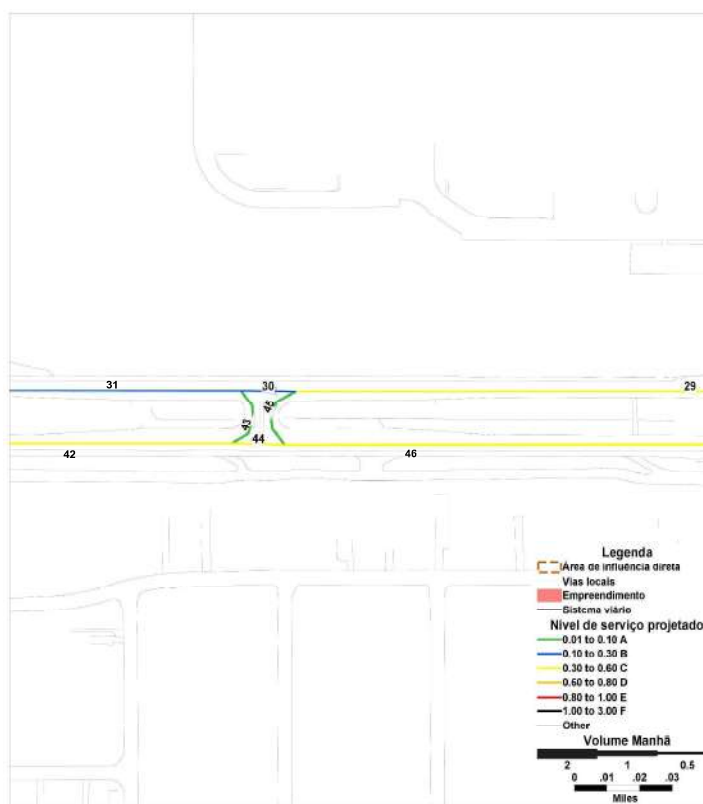 31
30
29
45
43
44
42
46
Legenda
Área de influência direta
Vias locais
Empreendimento
Sistema viário
Nível de serviço projetado
0.01 to 0.10 A
0.10 to 0.30 B
0.30 to 0.60 C
0.60 to 0.80 D
0.80 to 1.00 E
1.00 to 3.00 F
Other
Volume Manhã
2 1 0.5
0 .01 .02 .03
Miles